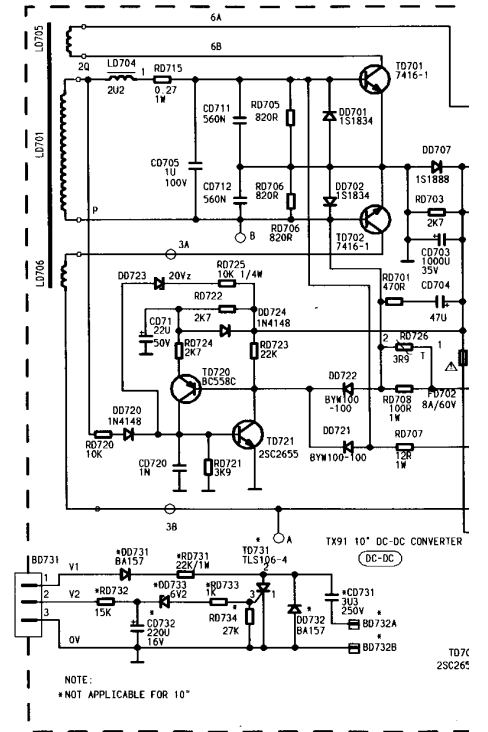 6A
LD705
6B
2Q
LD704
1
RD715
TD701
7416-1
2U2
0.27
1W
CD711
560N
RD705
820R
DD701
1S1834
LD701
CD705
1U
100V
DD707
1S1888
CD712
560N
RD706
820R
DD702
1S1834
RD703
2K7
P
B
RD706
820R
TD702
7416-1
CD703
1000U
35V
3A
LD706
DD723
20Vz
RD725
10K 1/4W
RD722
2K7
RD701
470R
CD704
47U
CD71
22U
50V
DD724
1N4148
RD724
2K7
RD723
22K
2
RD726
1
3R9
T
TD720
BC558C
DD722
BYW100
-100
RD708
100R
1W
FD702
8A/60V
DD720
1N4148
DD721
BYW100-100
RD707
12R
1W
RD720
10K
TD721
2SC2655
CD720
1N
RD721
3K9
3B
A
TX91 10" DC-DC CONVERTER
DC-DC
BD731
V1
*DD731
BA157
*RD731
22K/1W
*
TD731
TLS106-4
2
1
2
3
V2
*RD732
15K
*DD733
6V2
*RD733
1K
3
1
*CD731
3U3
250V
*
CD732
220U
16V
*
RD734
27K
*
DD732
BA157
*
BD732A
*
BD732B
0V
TD70
2SC265
NOTE:
*NOT APPLICABLE FOR 10"